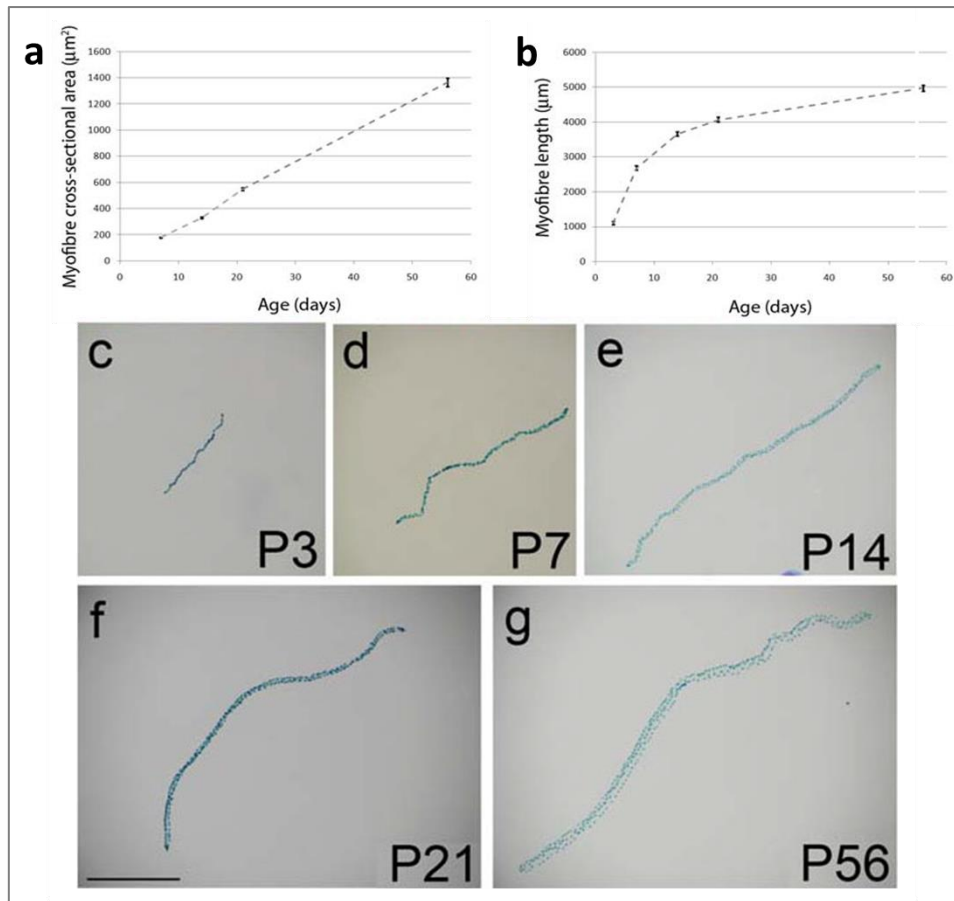 a
Myofibre cross-sectional area (μm²)
1600
1400
1200
1000
800
600
400
200
0
0 10 20 30 40 50 60
Age (days)
b
Myofibre length (μm)
6000
5000
4000
3000
2000
1000
0
0 10 20 30 40 50 60
Age (days)
c
P3
d
P7
e
P14
f
P21
g
P56